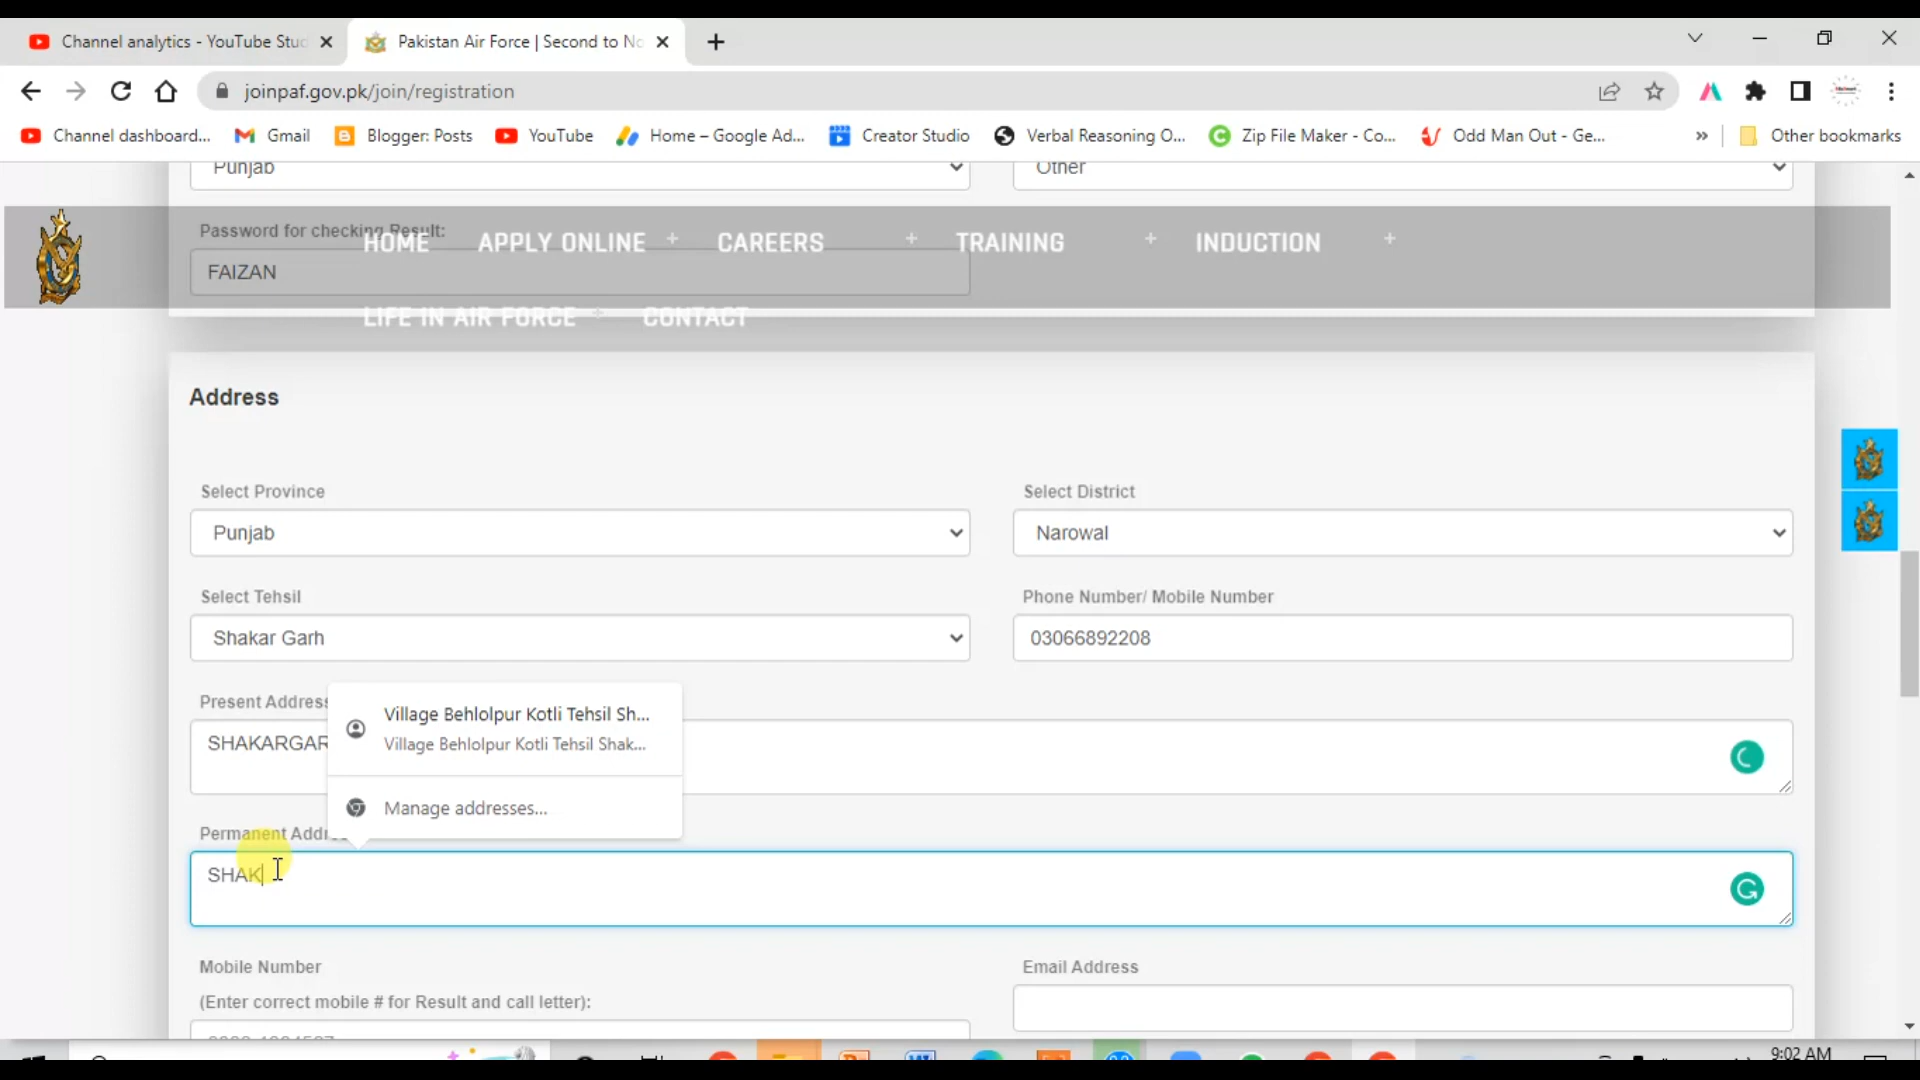 Channel analytics - YouTube Stu
Pakistan Air Force | Second to No
joinpaf.gov.pk/join/registration
Channel dashboard...
Gmail
Blogger: Posts
YouTube
Home – Google Ad...
Creator Studio
Verbal Reasoning O...
Zip File Maker - Co...
Odd Man Out - Ge...
»
Other bookmarks
Punjab
Other
Password for checking Result:
FAIZAN
HOME
APPLY ONLINE +
CAREERS +
TRAINING +
INDUCTION +
LIFE IN AIR FORCE +
CONTACT
Address
Select Province
Select District
Punjab
Narowal
Select Tehsil
Phone Number/ Mobile Number
Shakar Garh
03066892208
Present Address
SHAKARGAR
Village Behlolpur Kotli Tehsil Sh...
Village Behlolpur Kotli Tehsil Shak...
Manage addresses...
Permanent Addr
SHAK
Mobile Number
Email Address
(Enter correct mobile # for Result and call letter):
9:02 AM